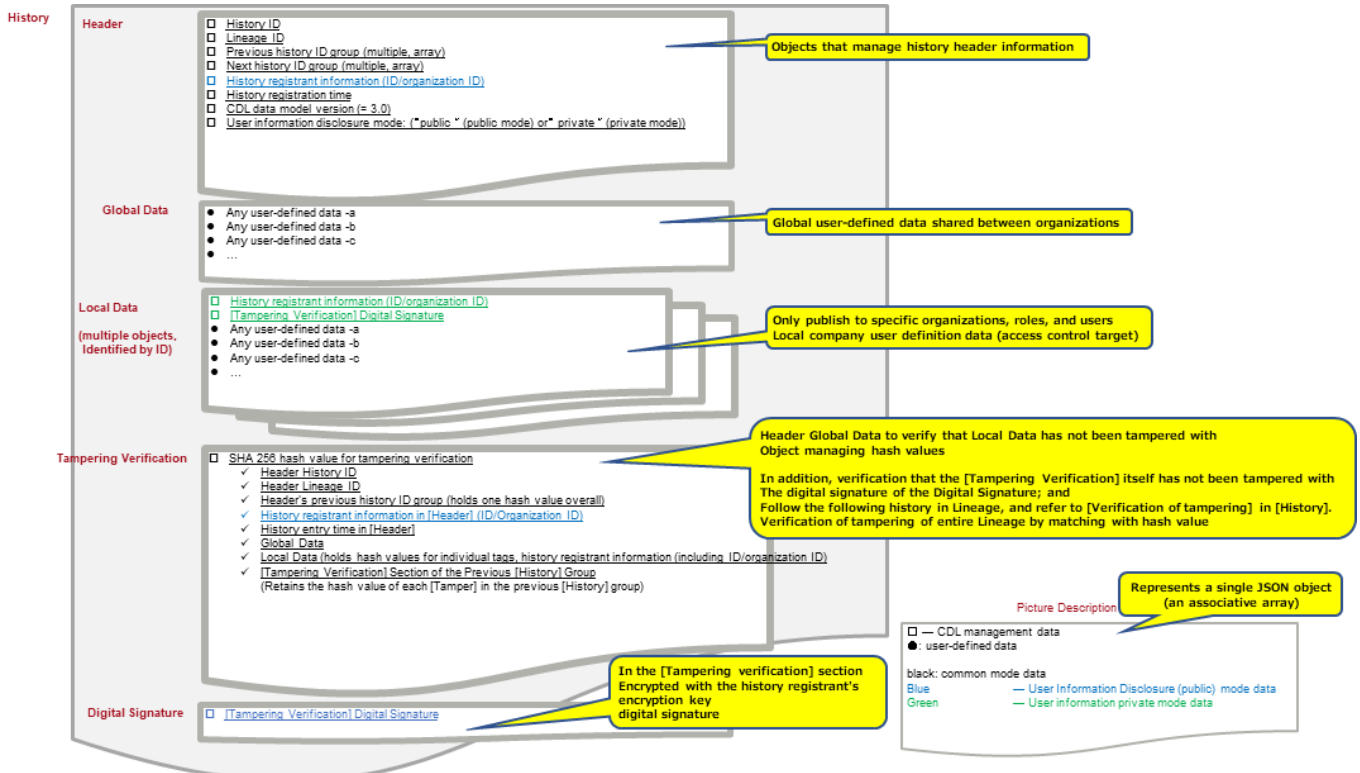 History
Header
□ History ID
□ Lineage ID
□ Previous history ID group (multiple, array)
□ Next history ID group (multiple, array)
□ History registrant information (ID/organization ID)
□ History registration time
□ CDL data model version (= 3.0)
□ User information disclosure mode: ("public " (public mode) or" private " (private mode))
Objects that manage history header information
Global Data
● Any user-defined data -a
● Any user-defined data -b
● Any user-defined data -c
● ...
Global user-defined data shared between organizations
Local Data
(multiple objects,
Identified by ID)
□ History registrant information (ID/organization ID)
□ [Tampering Verification] Digital Signature
● Any user-defined data -a
● Any user-defined data -b
● Any user-defined data -c
● ...
Only publish to specific organizations, roles, and users
Local company user definition data (access control target)
Tampering Verification
□ SHA 256 hash value for tampering verification
✓ Header History ID
✓ Header Lineage ID
✓ Header's previous history ID group (holds one hash value overall)
✓ History registrant information in [Header] (ID/Organization ID)
✓ History entry time in [Header]
✓ Global Data
✓ Local Data (holds hash values for individual tags, history registrant information (including ID/organization ID)
✓ [Tampering Verification] Section of the Previous [History] Group
(Retains the hash value of each [Tamper] in the previous [History] group)
Header Global Data to verify that Local Data has not been tampered with
Object managing hash values
In addition, verification that the [Tampering Verification] itself has not been tampered with
The digital signature of the Digital Signature; and
Follow the following history in Lineage, and refer to [Verification of tampering] in [History].
Verification of tampering of entire Lineage by matching with hash value
Digital Signature
□ [Tampering Verification] Digital Signature
In the [Tampering verification] section
Encrypted with the history registrant's
encryption key
digital signature
Picture Description
Represents a single JSON object
(an associative array)
□ — CDL management data
●: user-defined data
black: common mode data
Blue — User Information Disclosure (public) mode data
Green — User information private mode data